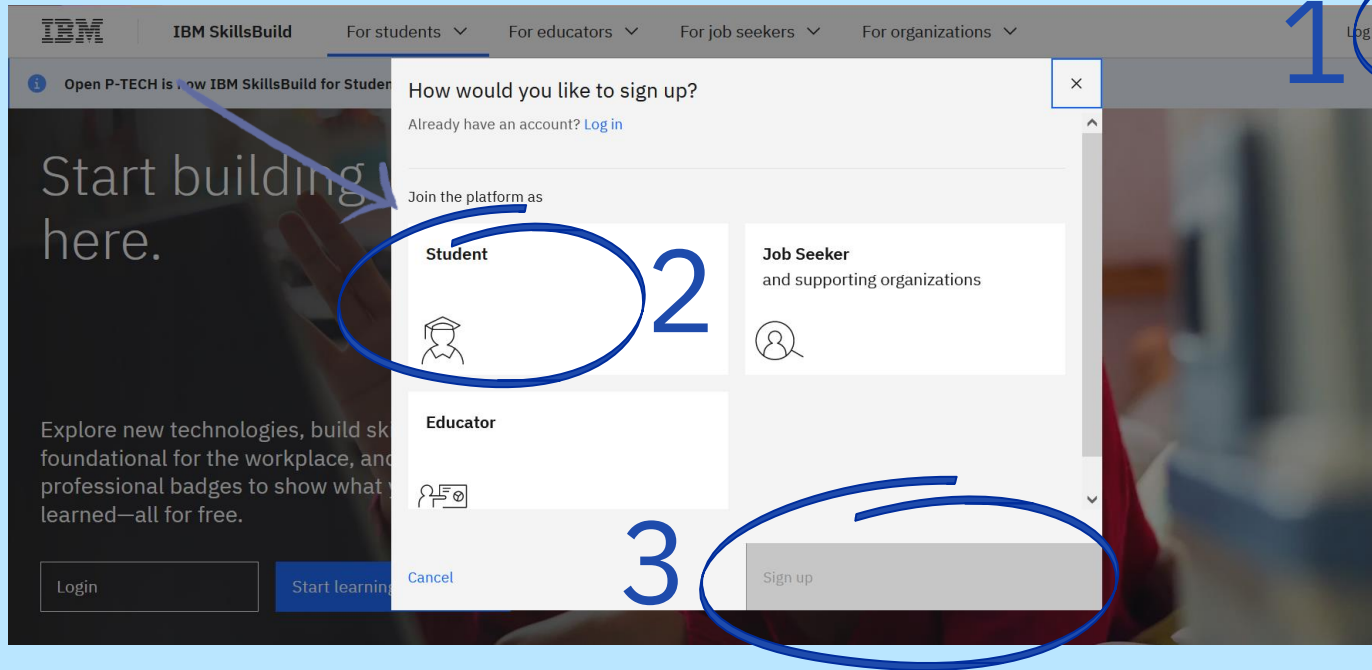 IBM
IBM SkillsBuild
For students
For educators
For job seekers
For organizations
1
Log
Open P-TECH is now IBM SkillsBuild for Studen
How would you like to sign up?
Already have an account? Log in
Start building
here.
Join the platform as
Student
2
Job Seeker
and supporting organizations
Educator
Explore new technologies, build sk
foundational for the workplace, and
professional badges to show what y
learned—all for free.
3
Login
Start learning
Cancel
Sign up